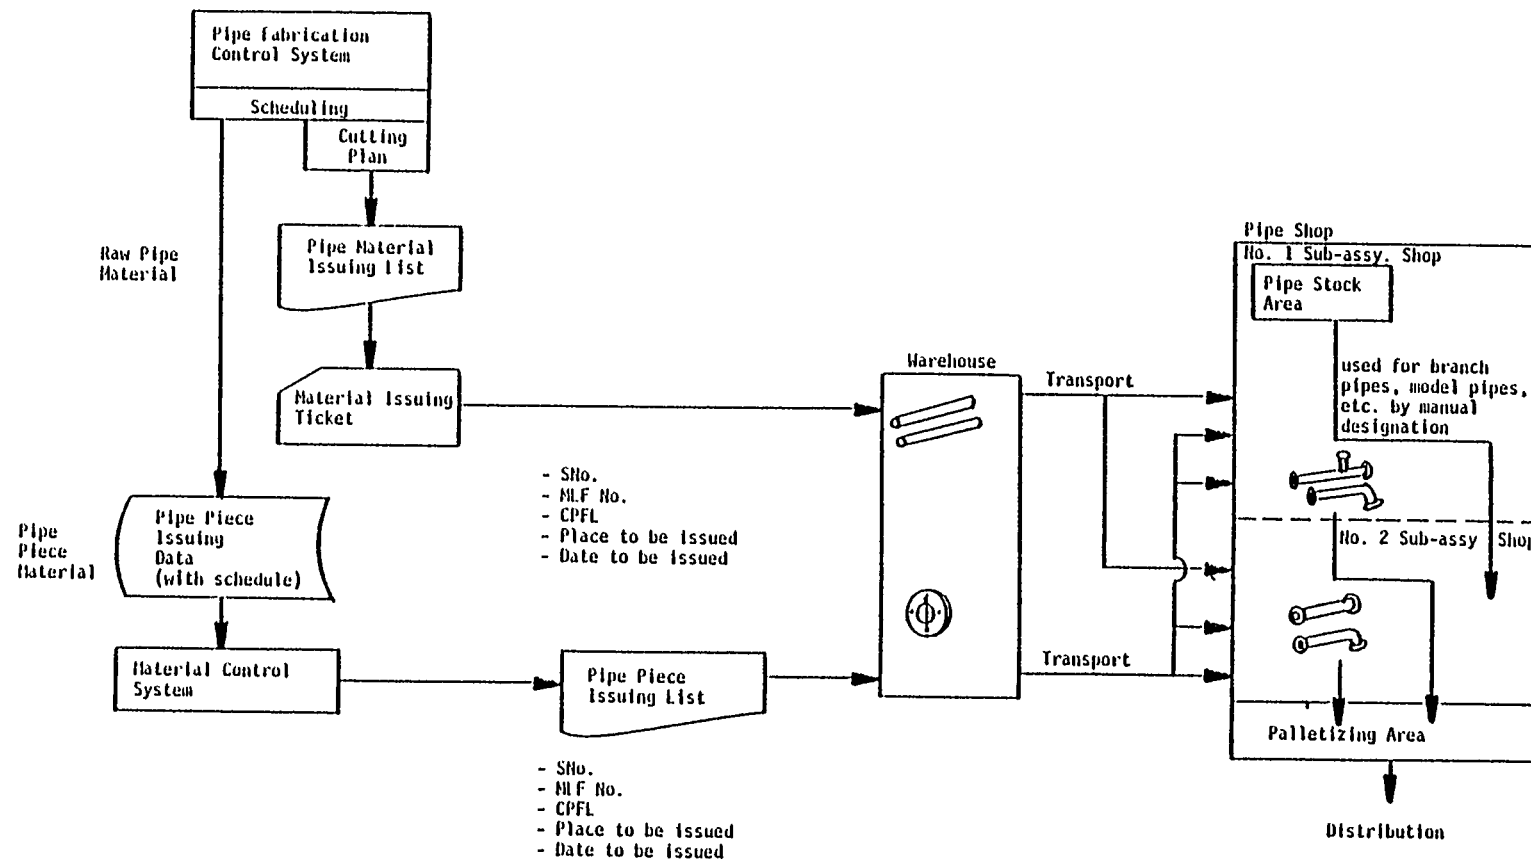 Pipe Fabrication
Control System
Scheduling
Cutting
Plan
Raw Pipe
Material
Pipe Material
Issuing List
Material Issuing
Ticket
Pipe
Piece
Material
Pipe Piece
Issuing
Data
(with schedule)
Material Control
System
- SNo.
- MLF No.
- CPFL
- Place to be issued
- Date to be issued
Pipe Piece
Issuing List
- SNo.
- MLF No.
- CPFL
- Place to be issued
- Date to be issued
Warehouse
Transport
Transport
Pipe Shop
No. 1 Sub-assy. Shop
Pipe Stock
Area
used for branch
pipes, model pipes,
etc. by manual
designation
No. 2 Sub-assy Shop
Palletizing Area
Distribution